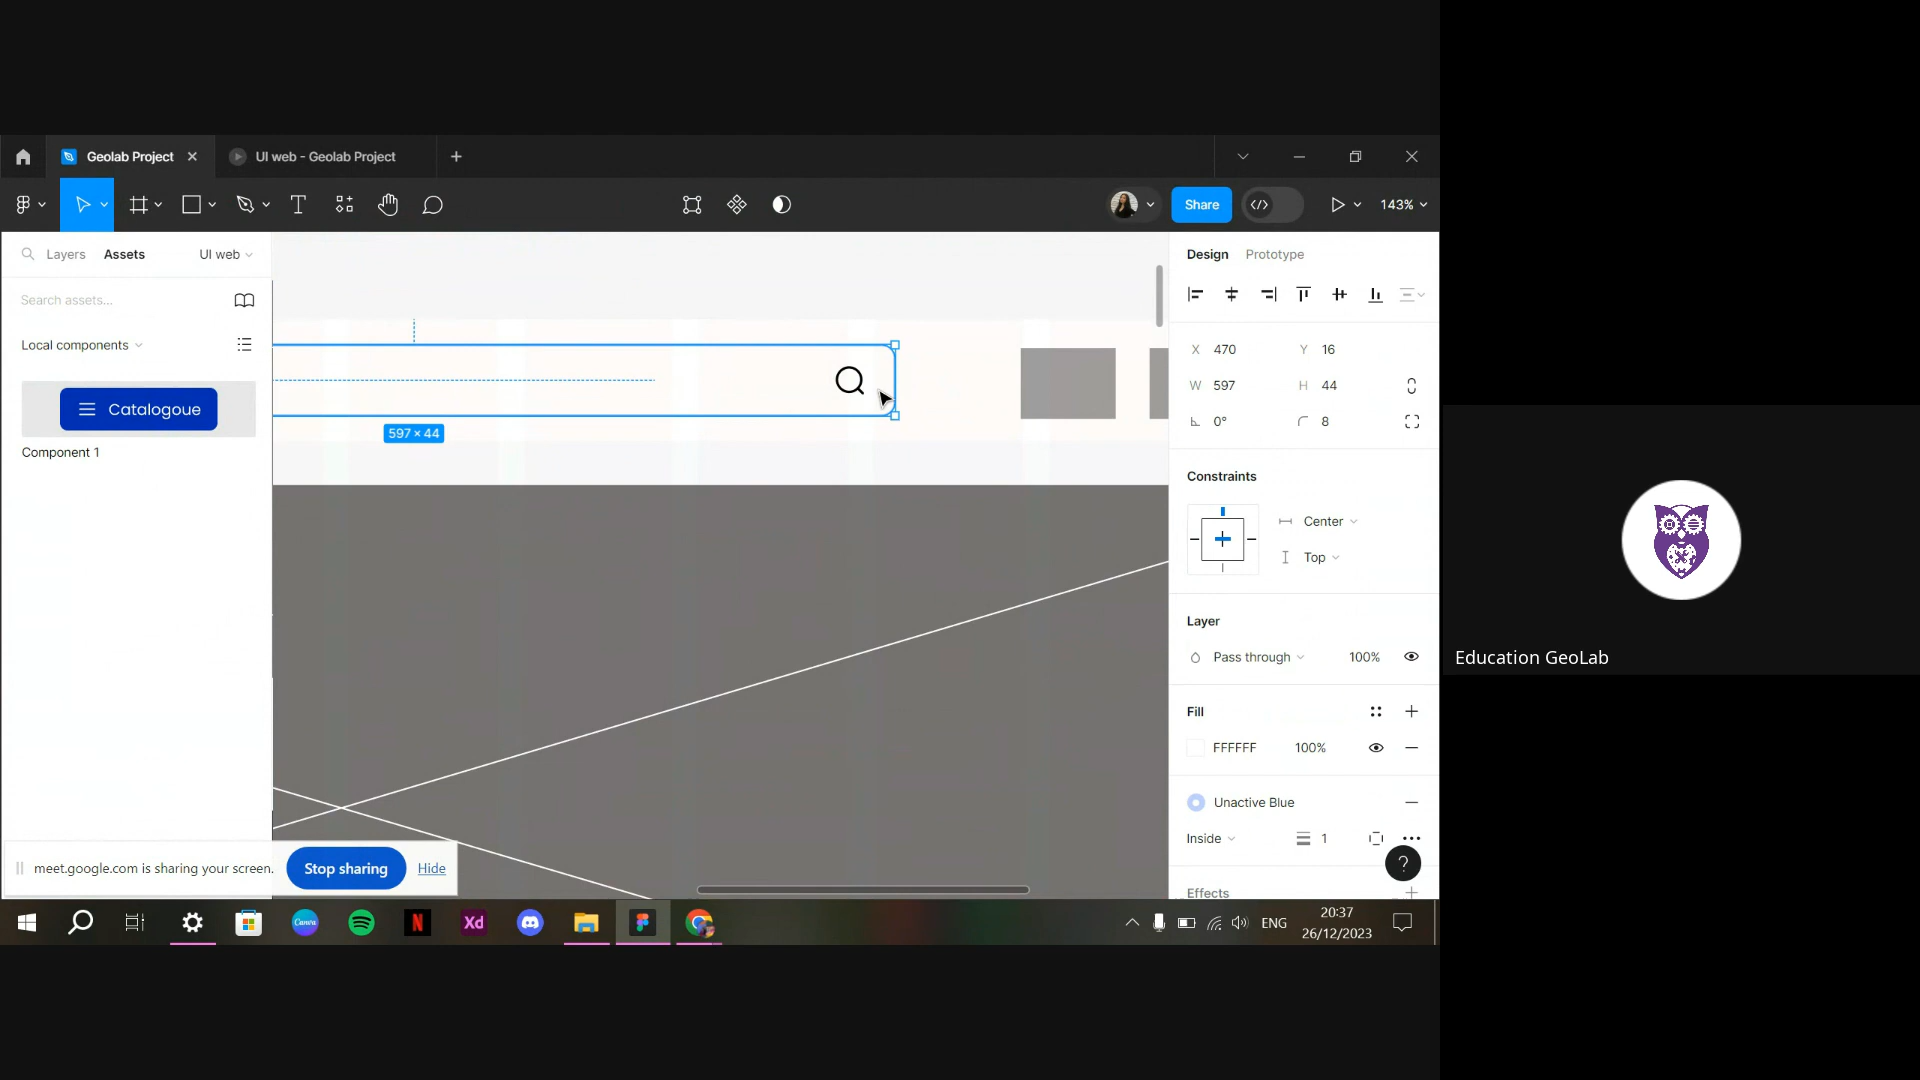 Geolab Project
UI web - Geolab Project
Share
143%
Layers
Assets
UI web
Search assets...
Local components
Catalogoue
Component 1
597 × 44
Design
Prototype
X 470
Y 16
W 597
H 44
0°
8
Constraints
Center
Top
Layer
Pass through
100%
Fill
FFFFFF
100%
Unactive Blue
Inside
1
Effects
?
meet.google.com is sharing your screen.
Stop sharing
Hide
Canva
N
Xd
ENG
20:37
26/12/2023
Education GeoLab